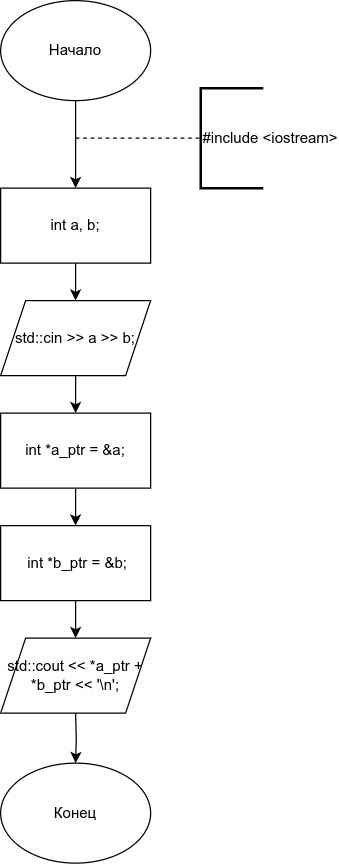 Начало
#include <iostream>
int a, b;
std::cin >> a >> b;
int *a_ptr = &a;
int *b_ptr = &b;
std::cout << *a_ptr +
*b_ptr << '\n';
Конец